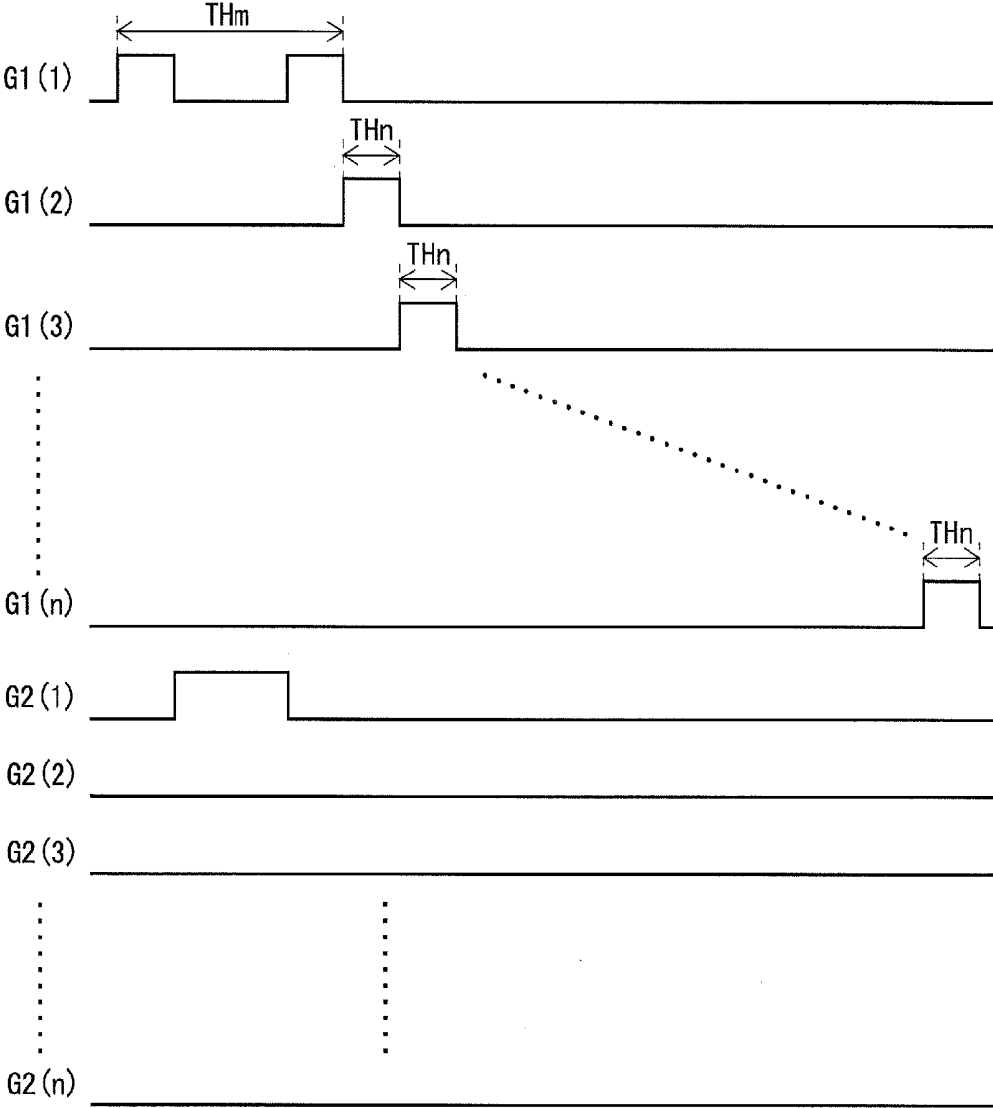 THm
G1(1)
THn
G1(2)
THn
G1(3)
THn
G1(n)
G2(1)
G2(2)
G2(3)
G2(n)